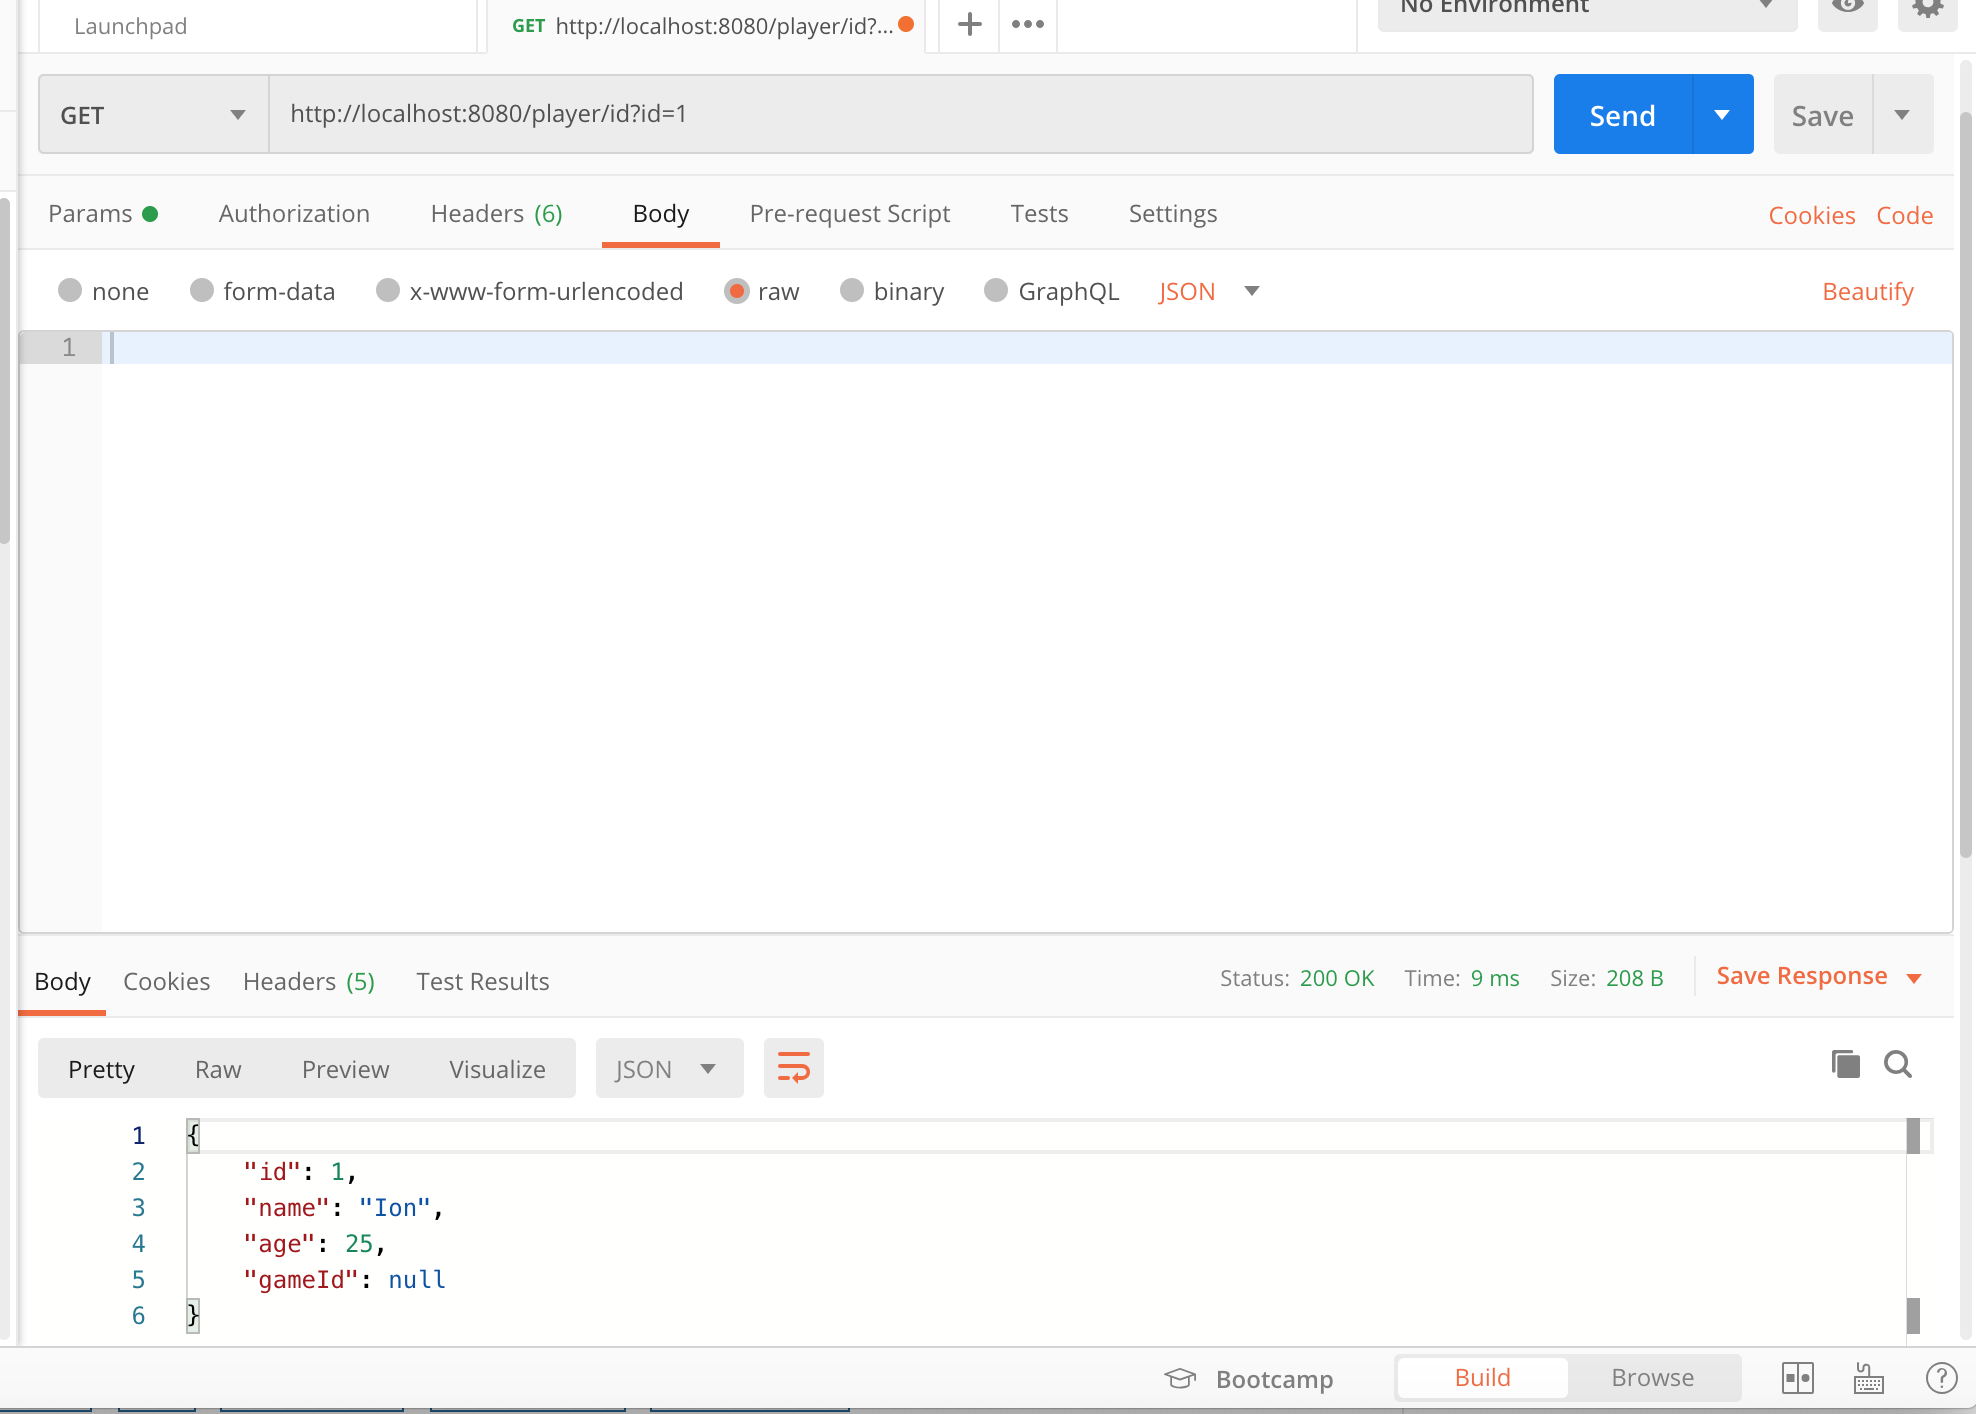 Launchpad
GET http://localhost:8080/player/id?...
No Environment
GET http://localhost:8080/player/id?id=1 Send Save
Params Authorization Headers (6) Body Pre-request Script Tests Settings Cookies Code
none form-data x-www-form-urlencoded raw binary GraphQL JSON Beautify
1
Body Cookies Headers (5) Test Results Status: 200 OK Time: 9 ms Size: 208 B Save Response
Pretty Raw Preview Visualize JSON
1 {
2 "id": 1,
3 "name": "Ion",
4 "age": 25,
5 "gameId": null
6 }
Bootcamp Build Browse